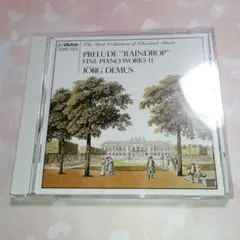 Victor
The Best Collection of Classical Music
PRELUDE "RAINDROP"
FINE PIANO WORKS II
JÖRG DEMUS